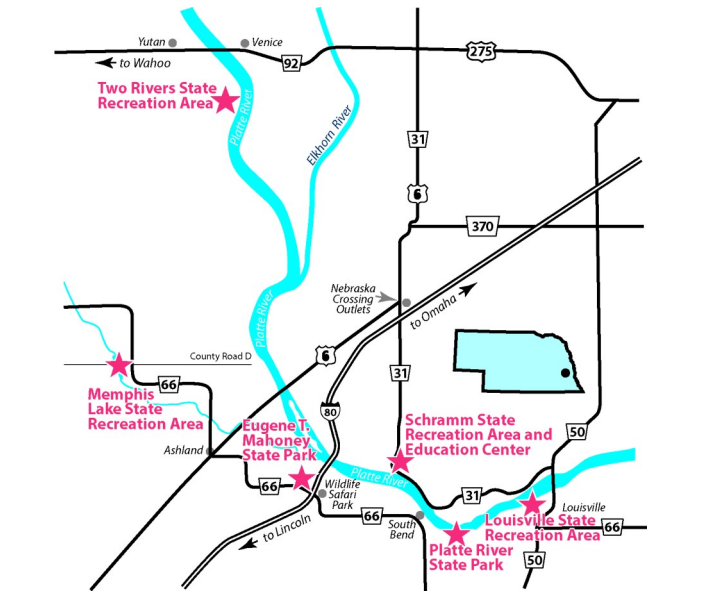 Yutan
Venice
275
to Wahoo
92
Two Rivers State
Recreation Area
Platte River
Elkhorn River
31
6
370
Nebraska
Crossing
Outlets
to Omaha
Platte River
6
County Road D
66
31
Memphis
Lake State
Recreation Area
80
Eugene T.
Mahoney
State Park
Schramm State
Recreation Area and
Education Center
50
Ashland
Platte River
66
Wildlife
Safari
Park
31
66
South
Bend
Louisville
Louisville State
Recreation Area
66
to Lincoln
Platte River
State Park
50